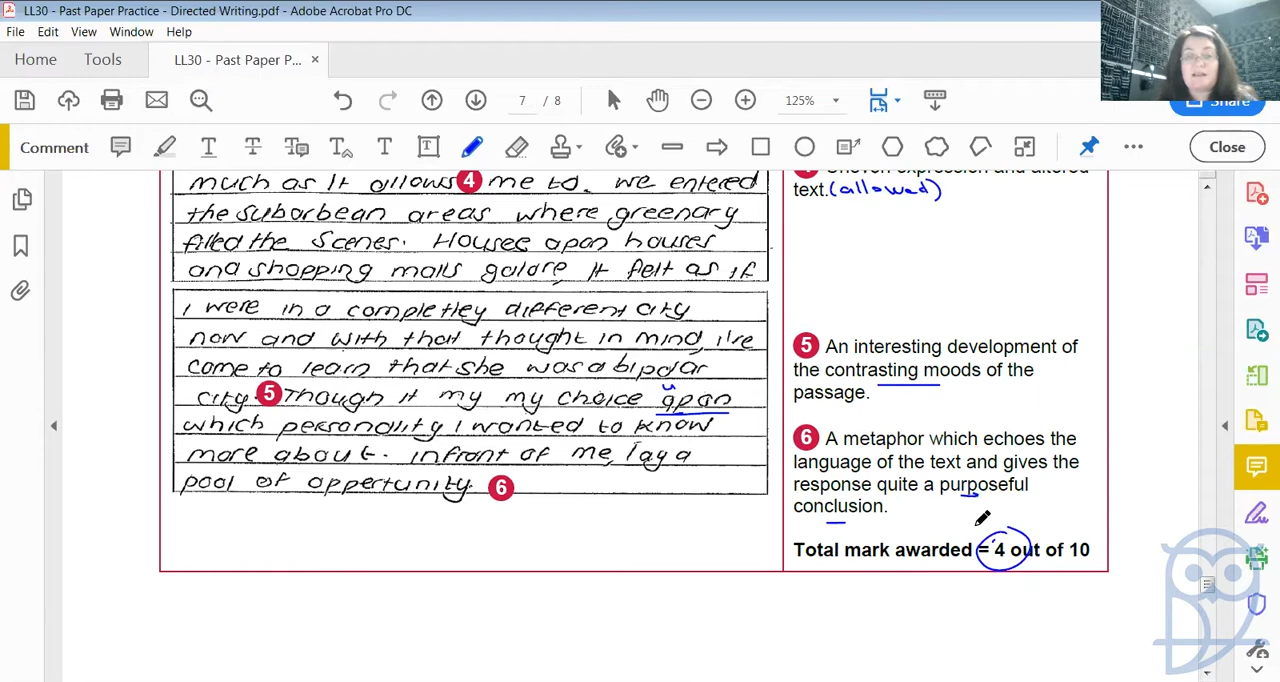 LL30 - Past Paper Practice - Directed Writing.pdf - Adobe Acrobat Pro DC
File Edit View Window Help
Home Tools LL30 - Past Paper P... ×
7 / 8 125% Share
Comment Close
much as it allows 4 me to. We entered
the suborbean areas where greenary
filled the scenes. Houses apon houses
and shopping malls galore, it felt as if
i were in a completley different city
now and with that thought in mind, i've
come to learn that she was a bipolar
city. 5 Though it my my choice apon
u
which personality i wanted to know
more about. infront of me, lay a
pool of oppertunity. 6
text. (allowed)
5 An interesting development of
the contrasting moods of the
passage.
6 A metaphor which echoes the
language of the text and gives the
response quite a purposeful
conclusion.
Total mark awarded = 4 out of 10